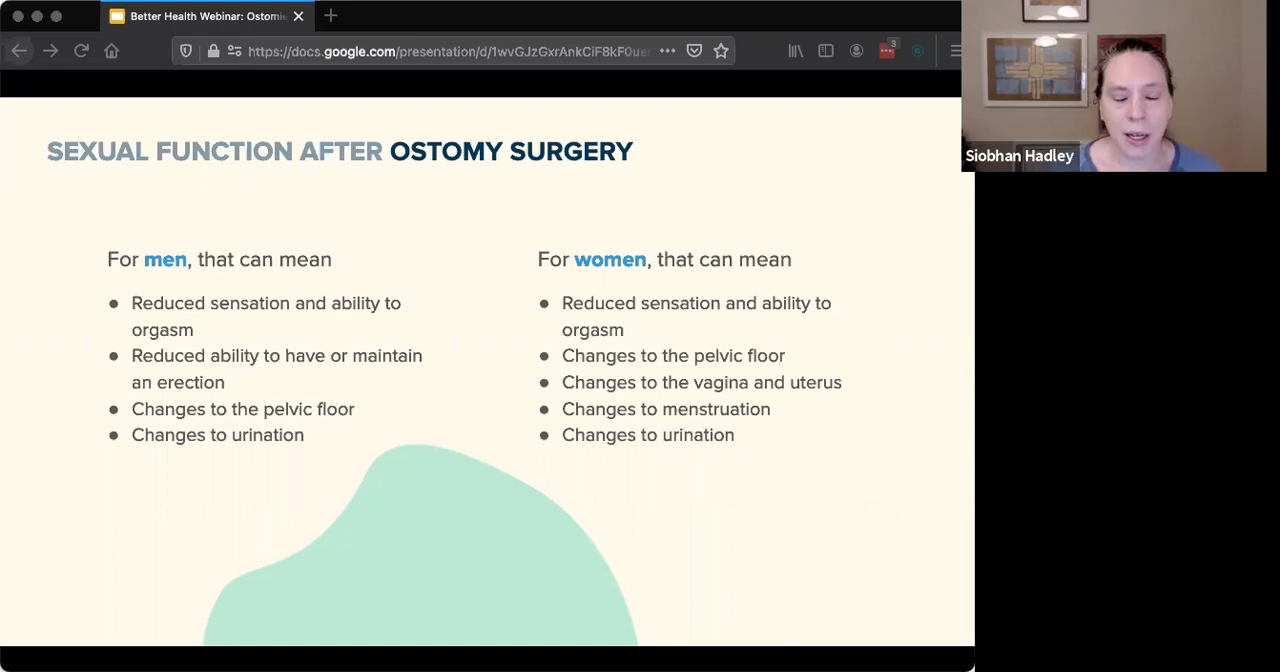 Better Health Webinar: Ostomi
https://docs.google.com/presentation/d/1wvGJzGxrAnkCiF8kF0uer
3
Siobhan Hadley
SEXUAL FUNCTION AFTER OSTOMY SURGERY
For men, that can mean
● Reduced sensation and ability to
orgasm
● Reduced ability to have or maintain
an erection
● Changes to the pelvic floor
● Changes to urination
For women, that can mean
● Reduced sensation and ability to
orgasm
● Changes to the pelvic floor
● Changes to the vagina and uterus
● Changes to menstruation
● Changes to urination